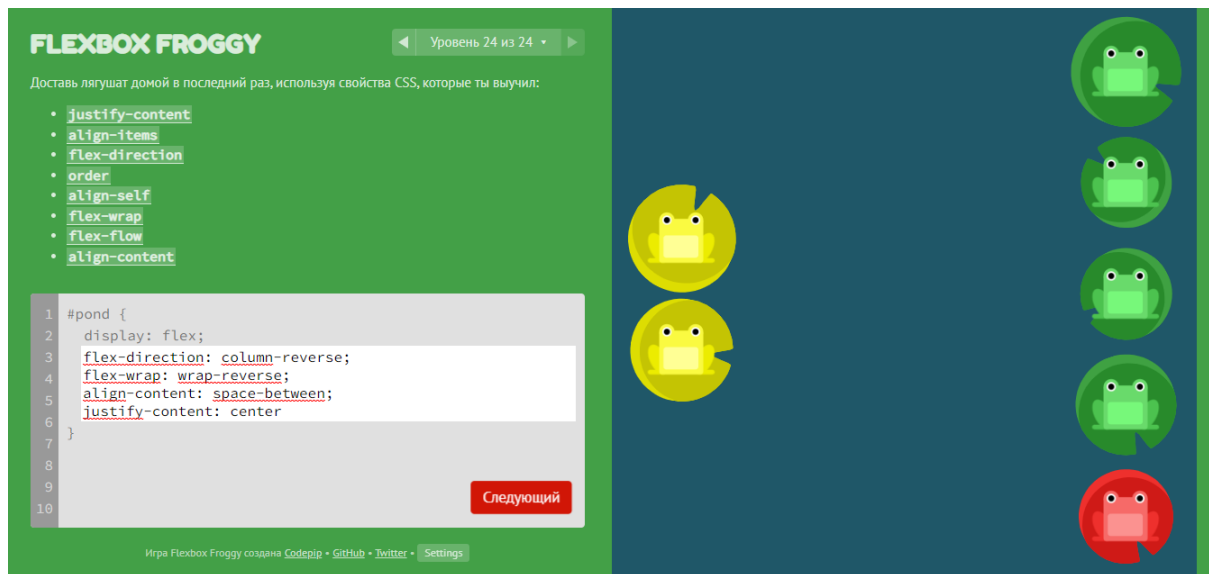 FLEXBOX FROGGY
◀ Уровень 24 из 24 ▾ ▶
Доставь лягушат домой в последний раз, используя свойства CSS, которые ты выучил:
• justify-content
• align-items
• flex-direction
• order
• align-self
• flex-wrap
• flex-flow
• align-content
1 #pond {
2 display: flex;
3 flex-direction: column-reverse;
4 flex-wrap: wrap-reverse;
5 align-content: space-between;
6 justify-content: center
7 }
8
9
10
Следующий
Игра Flexbox Froggy создана Codepip • GitHub • Twitter • Settings